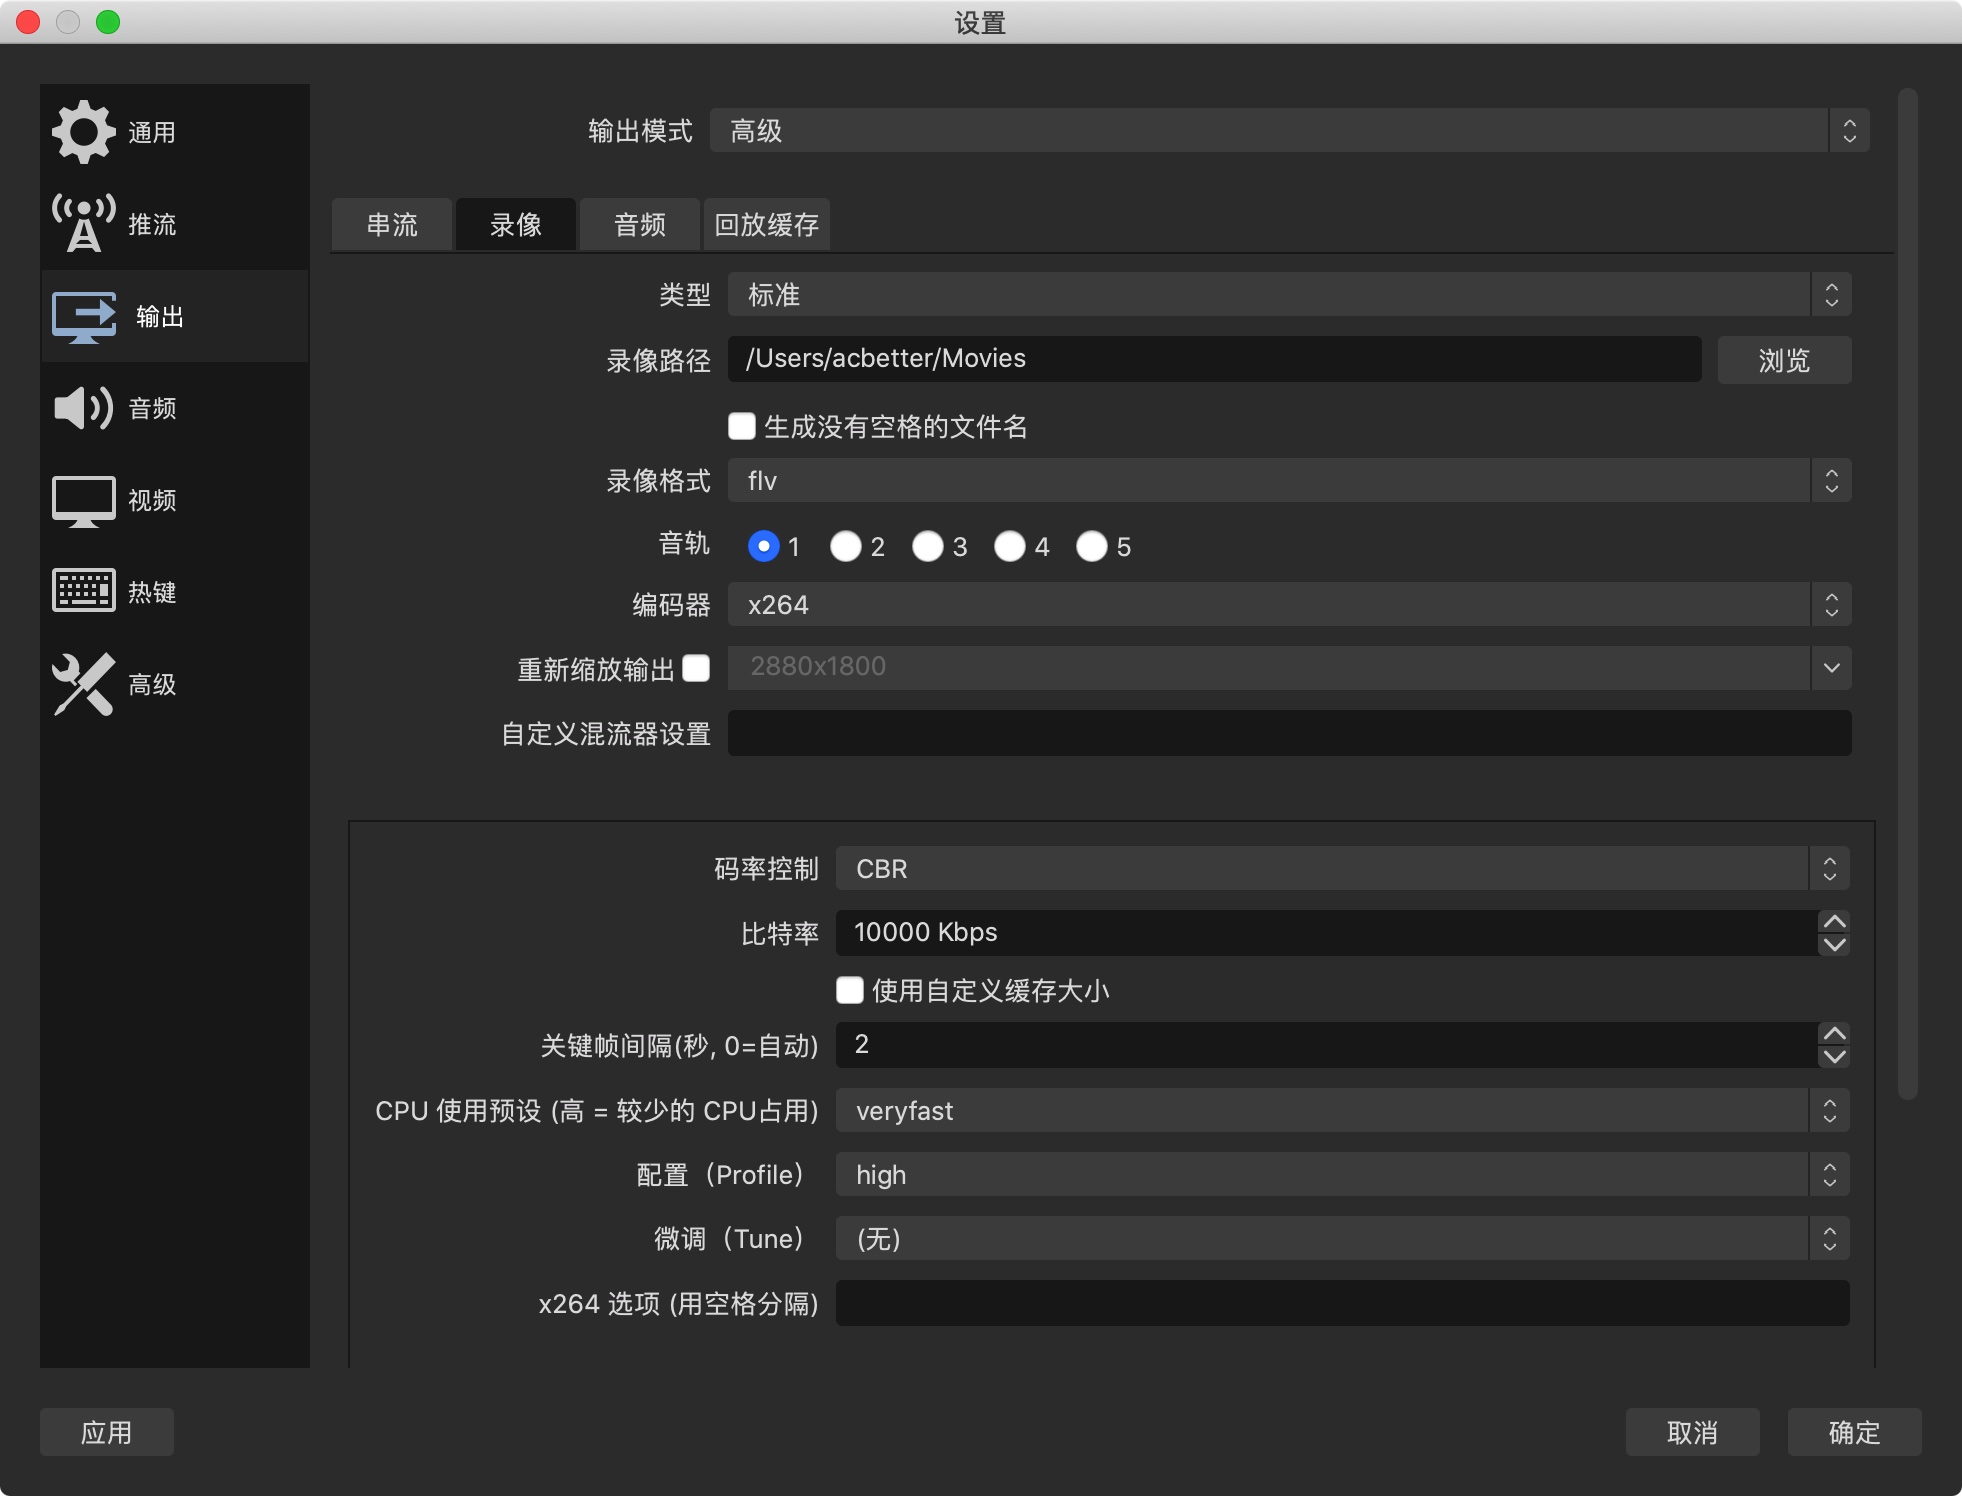 设置
通用
推流
输出
音频
视频
热键
高级
输出模式 高级
串流 录像 音频 回放缓存
类型 标准
录像路径 /Users/acbetter/Movies 浏览
生成没有空格的文件名
录像格式 flv
音轨 1 2 3 4 5
编码器 x264
重新缩放输出 2880x1800
自定义混流器设置
码率控制 CBR
比特率 10000 Kbps
使用自定义缓存大小
关键帧间隔(秒, 0=自动) 2
CPU 使用预设 (高 = 较少的 CPU占用) veryfast
配置（Profile） high
微调（Tune） (无)
x264 选项 (用空格分隔)
应用 取消 确定